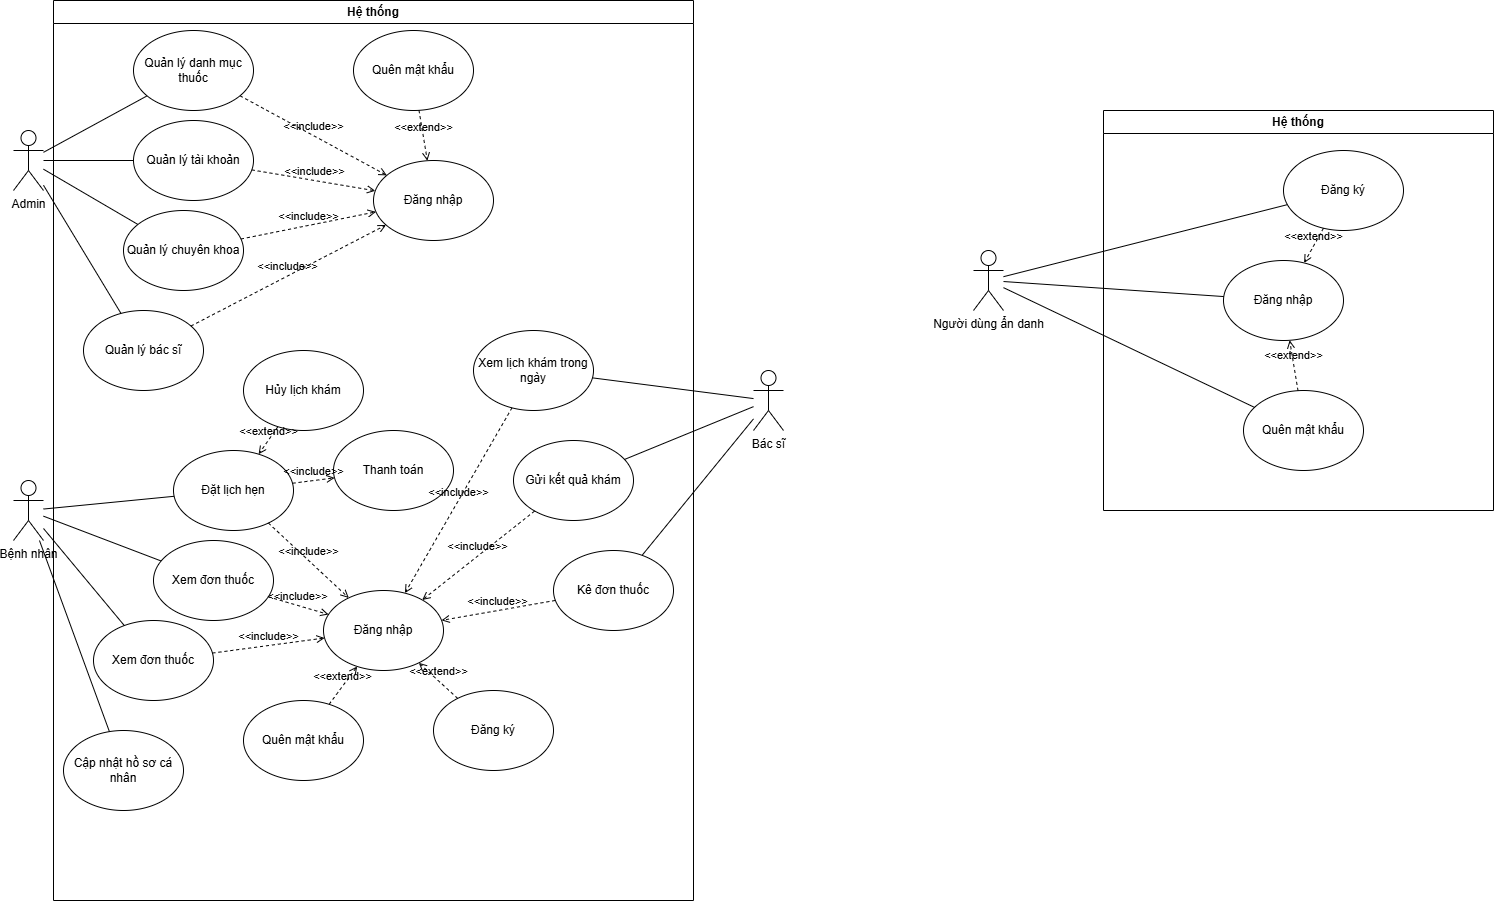 Hệ thống
Quản lý danh mục
thuốc
Quên mật khẩu
<<include>>
<<extend>>
Admin
Quản lý tài khoản
<<include>>
Đăng nhập
<<include>>
Quản lý chuyên khoa
<<include>>
Quản lý bác sĩ
Xem lịch khám trong
ngày
Hủy lịch khám
<<extend>>
Bác sĩ
Thanh toán
<<include>>
Gửi kết quả khám
Đặt lịch hẹn
<<include>>
Bệnh nhân
<<include>>
<<include>>
Xem đơn thuốc
<<include>>
Kê đơn thuốc
<<include>>
Đăng nhập
<<include>>
Xem đơn thuốc
<<extend>>
<<extend>>
Quên mật khẩu
Đăng ký
Cập nhật hồ sơ cá
nhân
Hệ thống
Đăng ký
<<extend>>
Đăng nhập
Người dùng ẩn danh
<<extend>>
Quên mật khẩu